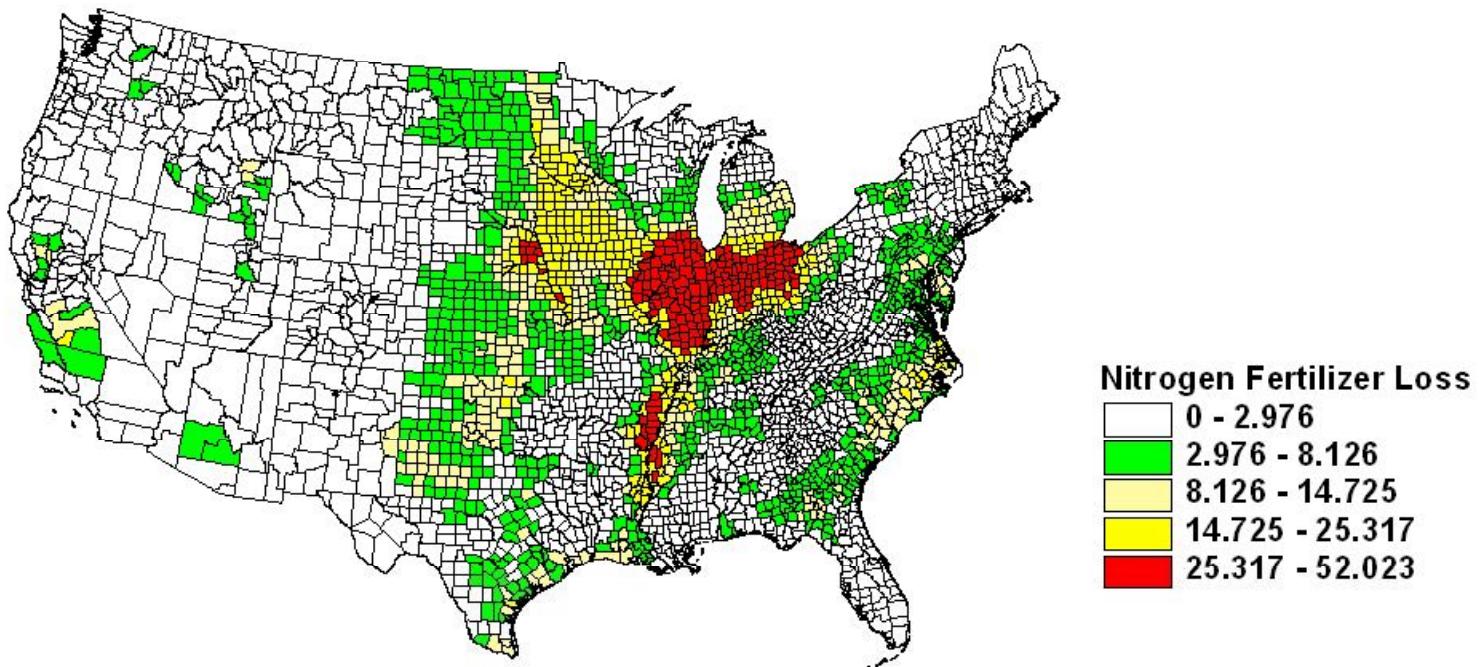 Nitrogen Fertilizer Loss
0 - 2.976
2.976 - 8.126
8.126 - 14.725
14.725 - 25.317
25.317 - 52.023